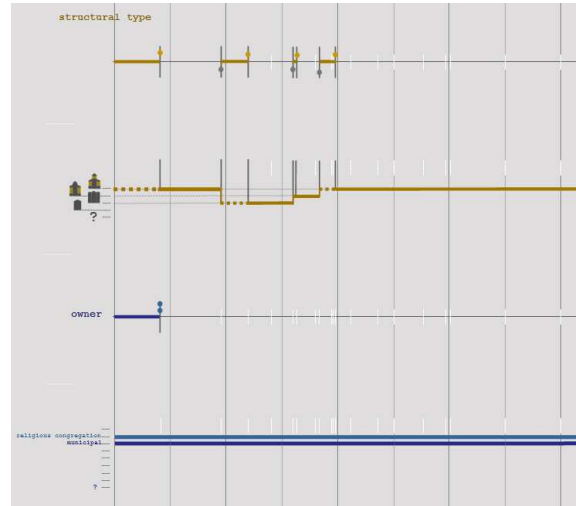 structural type
?
owner
religious congregation
municipal
?